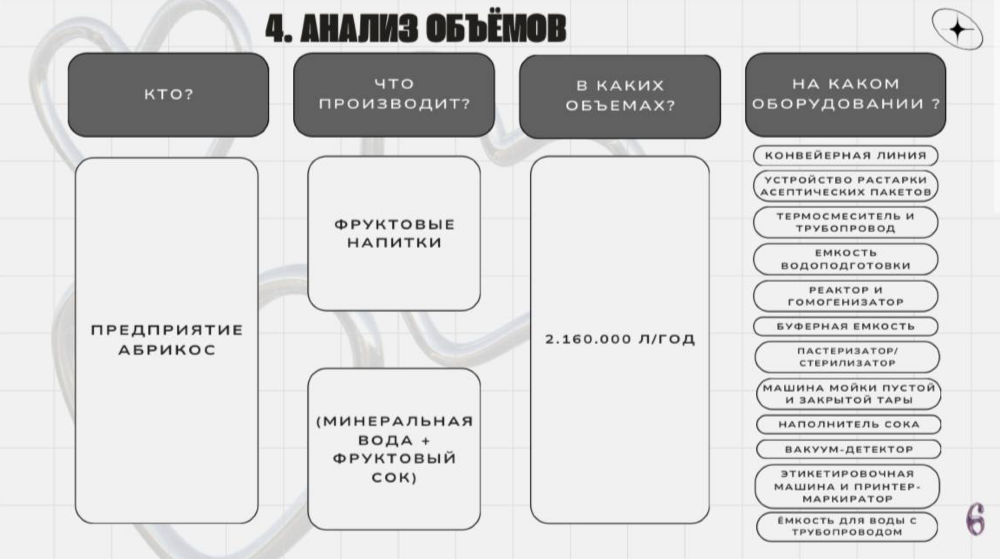 4. АНАЛИЗ ОБЪЁМОВ
КТО?
ПРЕДПРИЯТИЕ
АБРИКОС
ЧТО
ПРОИЗВОДИТ?
ФРУКТОВЫЕ
НАПИТКИ
(МИНЕРАЛЬНАЯ
ВОДА +
ФРУКТОВЫЙ
СОК)
В КАКИХ
ОБЪЕМАХ?
2.160.000 Л/ГОД
НА КАКОМ
ОБОРУДОВАНИИ ?
КОНВЕЙЕРНАЯ ЛИНИЯ
УСТРОЙСТВО РАСТАРКИ
АСЕПТИЧЕСКИХ ПАКЕТОВ
ТЕРМОСМЕСИТЕЛЬ И
ТРУБОПРОВОД
ЕМКОСТЬ
ВОДОПОДГОТОВКИ
РЕАКТОР И
ГОМОГЕНИЗАТОР
БУФЕРНАЯ ЕМКОСТЬ
ПАСТЕРИЗАТОР/
СТЕРИЛИЗАТОР
МАШИНА МОЙКИ ПУСТОЙ
И ЗАКРЫТОЙ ТАРЫ
НАПОЛНИТЕЛЬ СОКА
ВАКУУМ-ДЕТЕКТОР
ЭТИКЕТИРОВОЧНАЯ
МАШИНА И ПРИНТЕР-
МАРКИРАТОР
ЁМКОСТЬ ДЛЯ ВОДЫ С
ТРУБОПРОВОДОМ
6